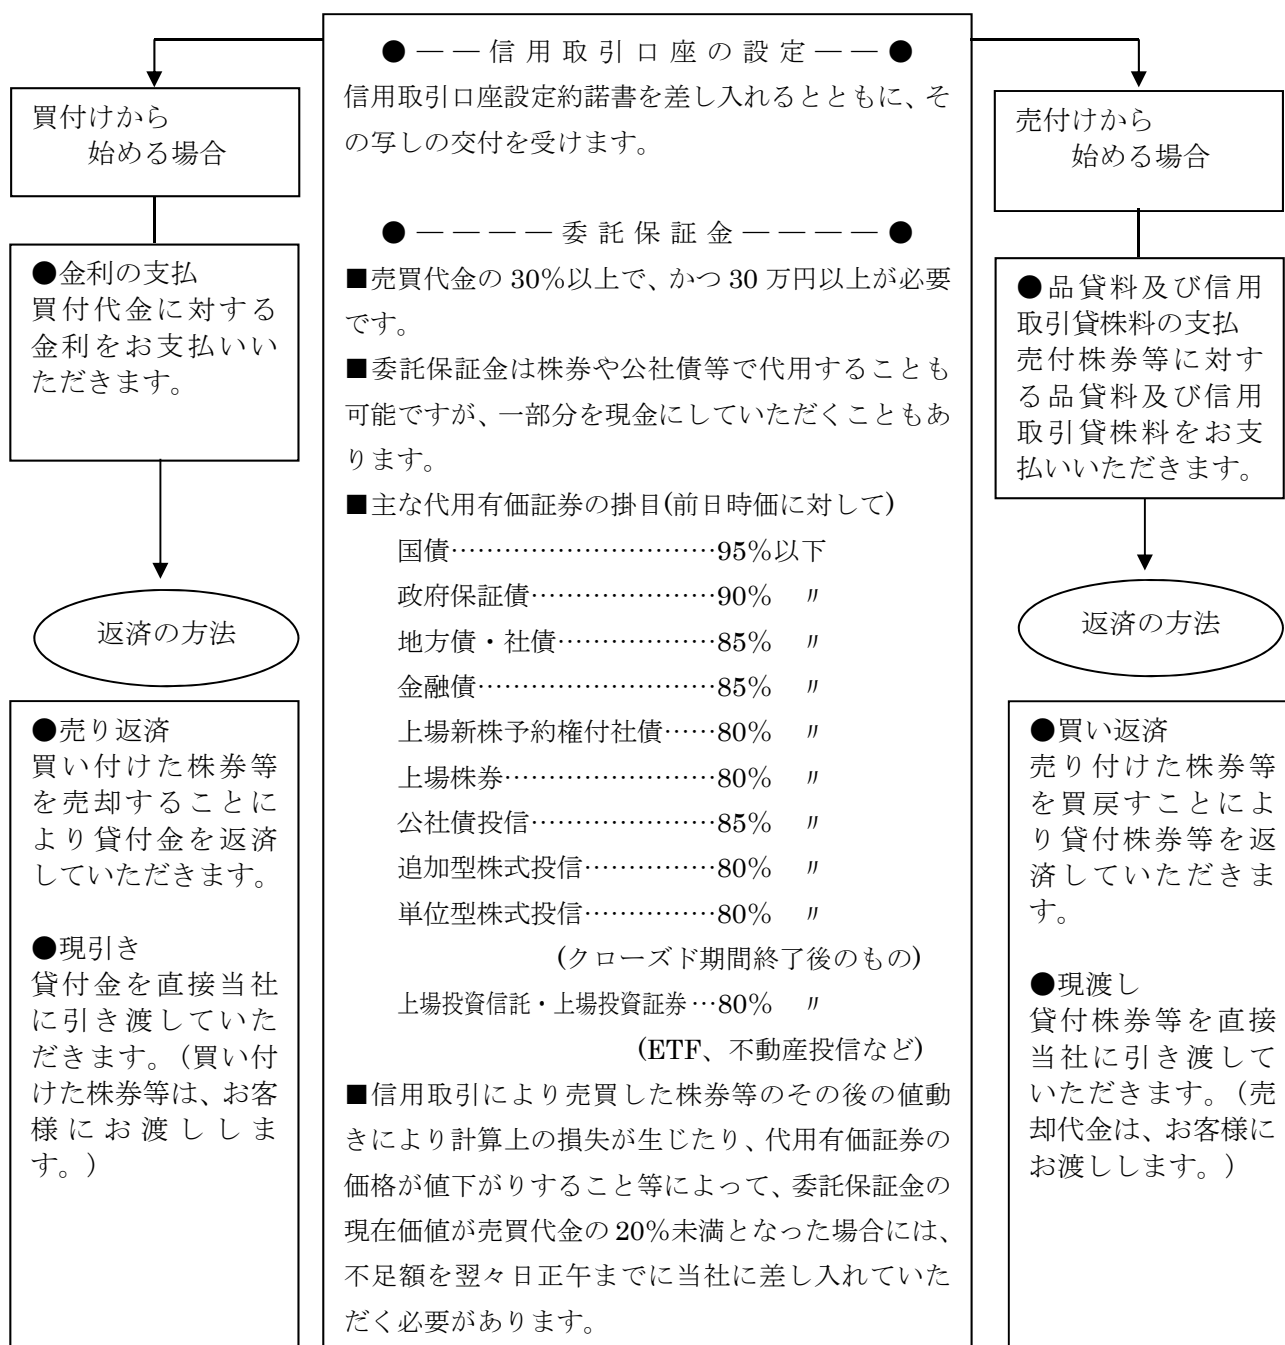 買付けから
始める場合
●金利の支払
買付代金に対する
金利をお支払いい
ただきます。
返済の方法
●売り返済
買い付けた株券等
を売却することに
より貸付金を返済
していただきます。
●現引き
貸付金を直接当社
に引き渡していた
だきます。（買い付
けた株券等は、お客
様にお渡ししま
す。）
●――信用取引口座の設定――●
信用取引口座設定約諾書を差し入れるとともに、そ
の写しの交付を受けます。
●――――委託保証金――――●
■売買代金の 30％以上で、かつ 30 万円以上が必要
です。
■委託保証金は株券や公社債等で代用することも
可能ですが、一部分を現金にしていただくこともあ
ります。
■主な代用有価証券の掛目(前日時価に対して)
国債…………………………95％以下
政府保証債…………………90％　〃
地方債・社債………………85％　〃
金融債………………………85％　〃
上場新株予約権付社債……80％　〃
上場株券……………………80％　〃
公社債投信…………………85％　〃
追加型株式投信……………80％　〃
単位型株式投信……………80％　〃
(クローズド期間終了後のもの)
上場投資信託・上場投資証券…80％　〃
(ETF、不動産投信など)
■信用取引により売買した株券等のその後の値動
きにより計算上の損失が生じたり、代用有価証券の
価格が値下がりすること等によって、委託保証金の
現在価値が売買代金の 20％未満となった場合には、
不足額を翌々日正午までに当社に差し入れていた
だく必要があります。
売付けから
始める場合
●品貸料及び信用
取引貸株料の支払
売付株券等に対す
る品貸料及び信用
取引貸株料をお支
払いいただきます。
返済の方法
●買い返済
売り付けた株券等
を買戻すことによ
り貸付株券等を返
済していただきま
す。
●現渡し
貸付株券等を直接
当社に引き渡して
いただきます。（売
却代金は、お客様に
お渡しします。）